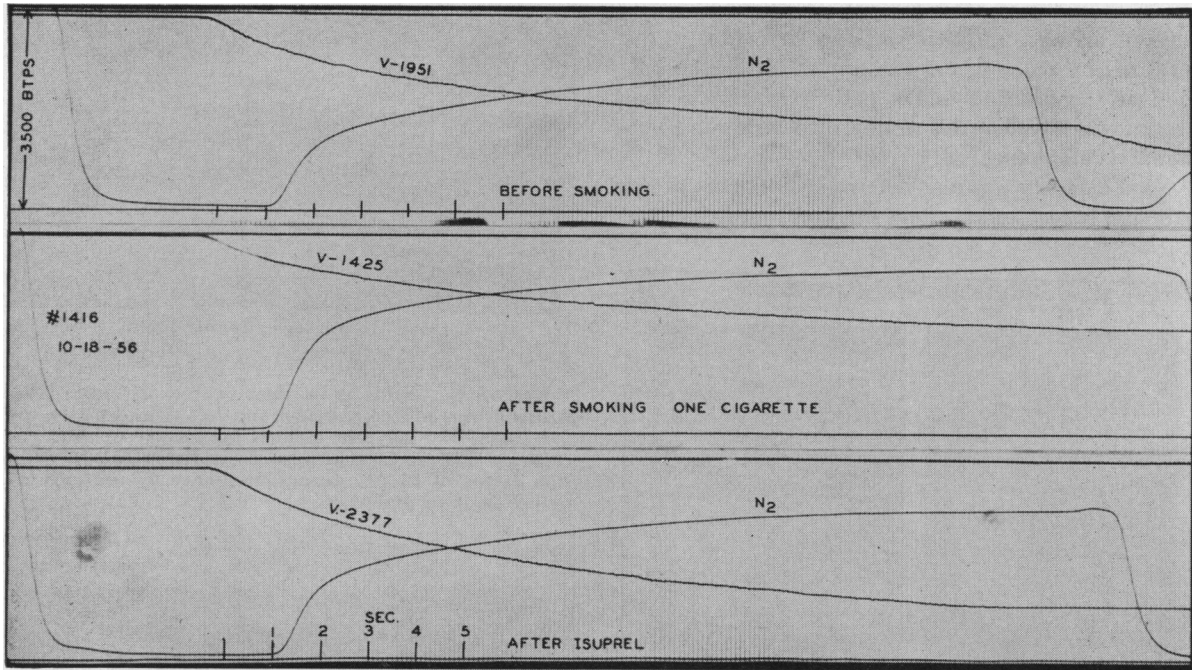 3500 BTPS
V-1951
N2
BEFORE SMOKING.
V-1425
N2
#1416
10-18-56
AFTER SMOKING ONE CIGARETTE
V-2377
N2
SEC.
1 1 2 3 4 5
AFTER ISUPREL